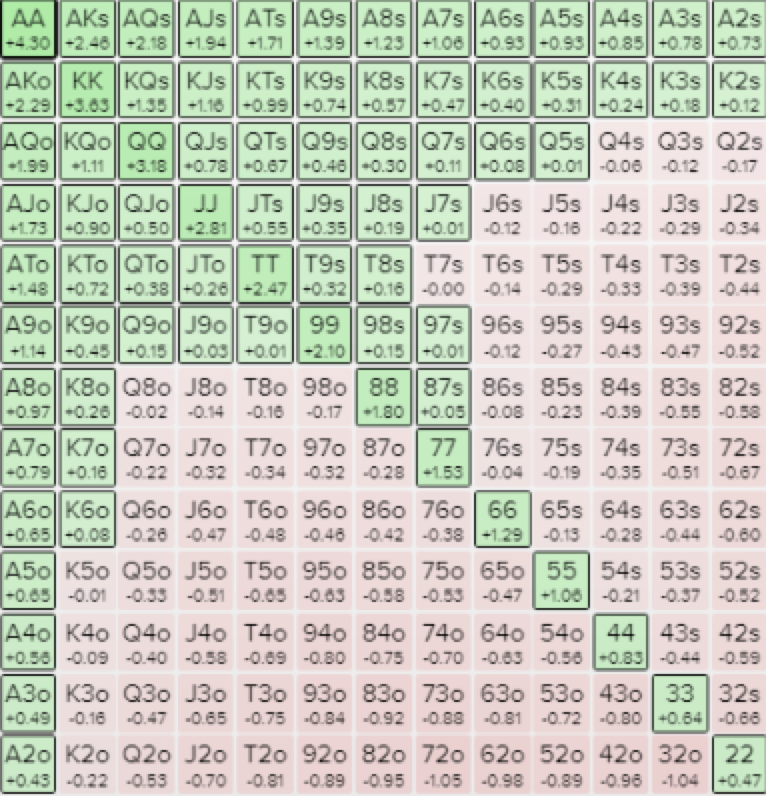 AA AKs AQs AJs ATs A9s A8s A7s A6s A5s A4s A3s A2s
+4.30 +2.46 +2.18 +1.94 +1.71 +1.39 +1.23 +1.06 +0.93 +0.93 +0.85 +0.78 +0.73
AKo KK KQs KJs KTs K9s K8s K7s K6s K5s K4s K3s K2s
+2.29 +3.63 +1.35 +1.16 +0.99 +0.74 +0.57 +0.47 +0.40 +0.31 +0.24 +0.18 +0.12
AQo KQo QQ QJs QTs Q9s Q8s Q7s Q6s Q5s Q4s Q3s Q2s
+1.99 +1.11 +3.18 +0.78 +0.67 +0.46 +0.30 +0.11 +0.08 +0.01 -0.06 -0.12 -0.17
AJo KJo QJo JJ JTs J9s J8s J7s J6s J5s J4s J3s J2s
+1.73 +0.90 +0.50 +2.81 +0.55 +0.35 +0.19 +0.01 -0.12 -0.16 -0.22 -0.29 -0.34
ATo KTo QTo JTo TT T9s T8s T7s T6s T5s T4s T3s T2s
+1.48 +0.72 +0.38 +0.26 +2.47 +0.32 +0.16 -0.00 -0.14 -0.29 -0.33 -0.39 -0.44
A9o K9o Q9o J9o T9o 99 98s 97s 96s 95s 94s 93s 92s
+1.14 +0.45 +0.15 +0.03 +0.01 +2.10 +0.15 +0.01 -0.12 -0.27 -0.43 -0.47 -0.52
A8o K8o Q8o J8o T8o 98o 88 87s 86s 85s 84s 83s 82s
+0.97 +0.26 -0.02 -0.14 -0.16 -0.17 +1.80 +0.05 -0.08 -0.23 -0.39 -0.55 -0.58
A7o K7o Q7o J7o T7o 97o 87o 77 76s 75s 74s 73s 72s
+0.79 +0.16 -0.22 -0.32 -0.34 -0.32 -0.28 +1.53 -0.04 -0.19 -0.35 -0.51 -0.67
A6o K6o Q6o J6o T6o 96o 86o 76o 66 65s 64s 63s 62s
+0.65 +0.08 -0.26 -0.47 -0.48 -0.46 -0.42 -0.38 +1.29 -0.13 -0.28 -0.44 -0.60
A5o K5o Q5o J5o T5o 95o 85o 75o 65o 55 54s 53s 52s
+0.65 -0.01 -0.33 -0.51 -0.65 -0.63 -0.58 -0.53 -0.47 +1.06 -0.21 -0.37 -0.52
A4o K4o Q4o J4o T4o 94o 84o 74o 64o 54o 44 43s 42s
+0.56 -0.09 -0.40 -0.58 -0.69 -0.80 -0.75 -0.70 -0.63 -0.56 +0.83 -0.44 -0.59
A3o K3o Q3o J3o T3o 93o 83o 73o 63o 53o 43o 33 32s
+0.49 -0.16 -0.47 -0.65 -0.75 -0.84 -0.92 -0.88 -0.81 -0.72 -0.80 +0.64 -0.66
A2o K2o Q2o J2o T2o 92o 82o 72o 62o 52o 42o 32o 22
+0.43 -0.22 -0.53 -0.70 -0.81 -0.89 -0.95 -1.05 -0.98 -0.89 -0.96 -1.04 +0.47